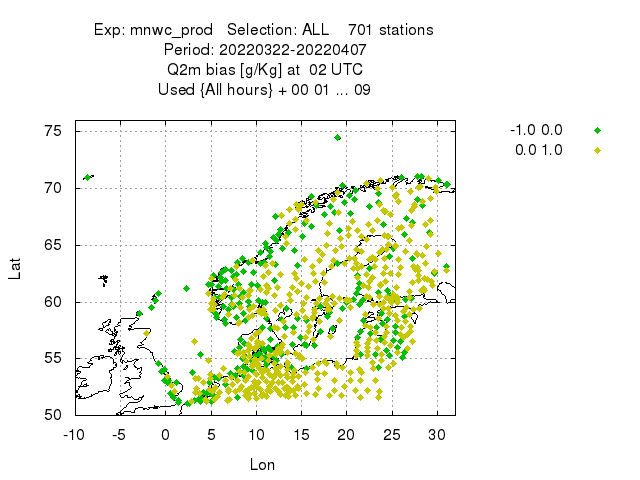 Exp: mnwc_prod   Selection: ALL    701 stations
Period: 20220322-20220407
Q2m bias [g/Kg] at  02 UTC
Used {All hours} + 00 01 ... 09
-1.0 0.0
0.0 1.0
75
70
65
60
55
50
Lat
-10 -5 0 5 10 15 20 25 30
Lon